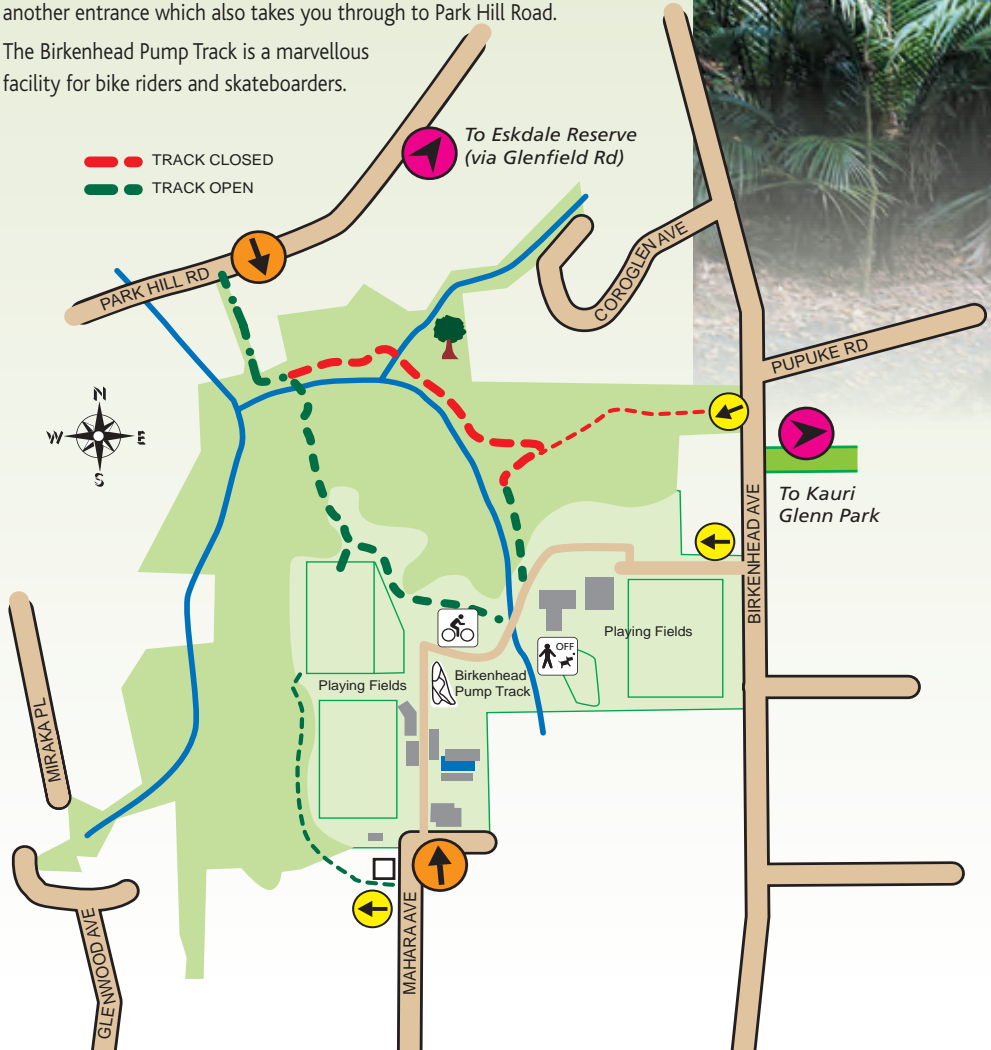 another entrance which also takes you through to Park Hill Road.
The Birkenhead Pump Track is a marvellous
facility for bike riders and skateboarders.
To Eskdale Reserve
(via Glenfield Rd)
TRACK CLOSED
TRACK OPEN
PARK HILL RD
COROGLEN AVE
PUPUKE RD
N
W
E
S
To Kauri
Glenn Park
BIRKENHEAD AVE
Playing Fields
OFF
Birkenhead
Pump Track
Playing Fields
MIRAKA PL
GLENWOOD AVE
MAHARA AVE